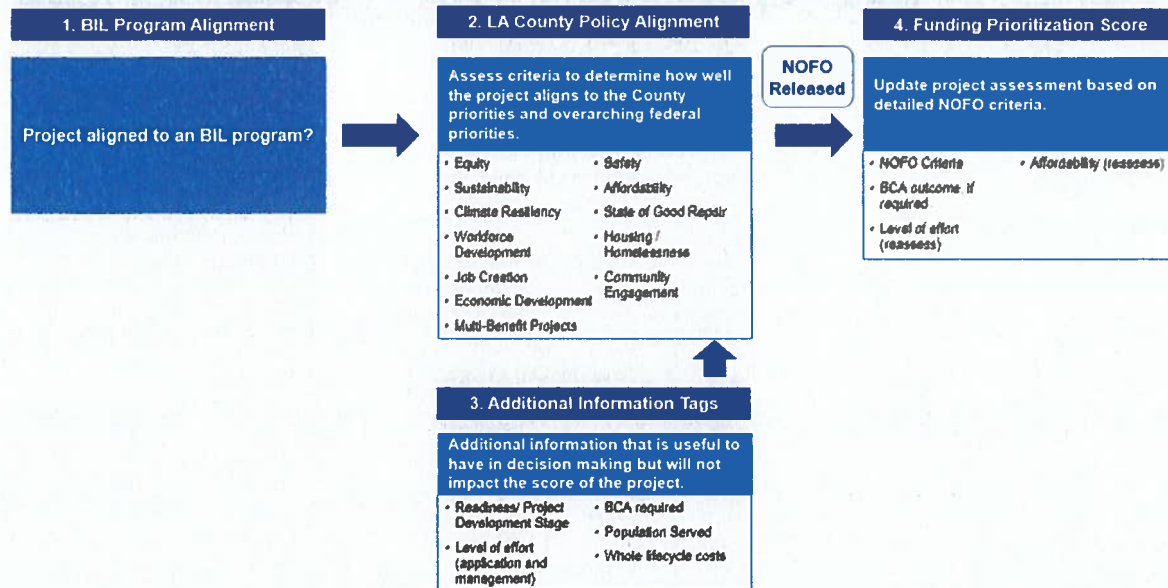 1. BIL Program Alignment
Project aligned to an BIL program?
2. LA County Policy Alignment
Assess criteria to determine how well
the project aligns to the County
priorities and overarching federal
priorities.
• Equity
• Sustainability
• Climate Resiliency
• Workforce
Development
• Job Creation
• Economic Development
• Multi-Benefit Projects
• Safety
• Affordability
• State of Good Repair
• Housing /
Homelessness
• Community
Engagement
3. Additional Information Tags
Additional information that is useful to
have in decision making but will not
impact the score of the project.
• Readiness/ Project
Development Stage
• Level of effort
(application and
management)
• BCA required
• Population Served
• Whole lifecycle costs
NOFO
Released
4. Funding Prioritization Score
Update project assessment based on
detailed NOFO criteria.
• NOFO Criteria
• BCA outcome, if
required
• Level of effort
(reassess)
• Affordability (reassess)